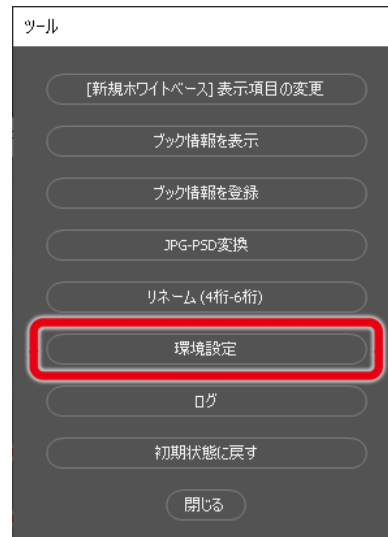 ツール
[新規ホワイトベース] 表示項目の変更
ブック情報を表示
ブック情報を登録
JPG-PSD変換
リネーム (4桁-6桁)
環境設定
ログ
初期状態に戻す
閉じる